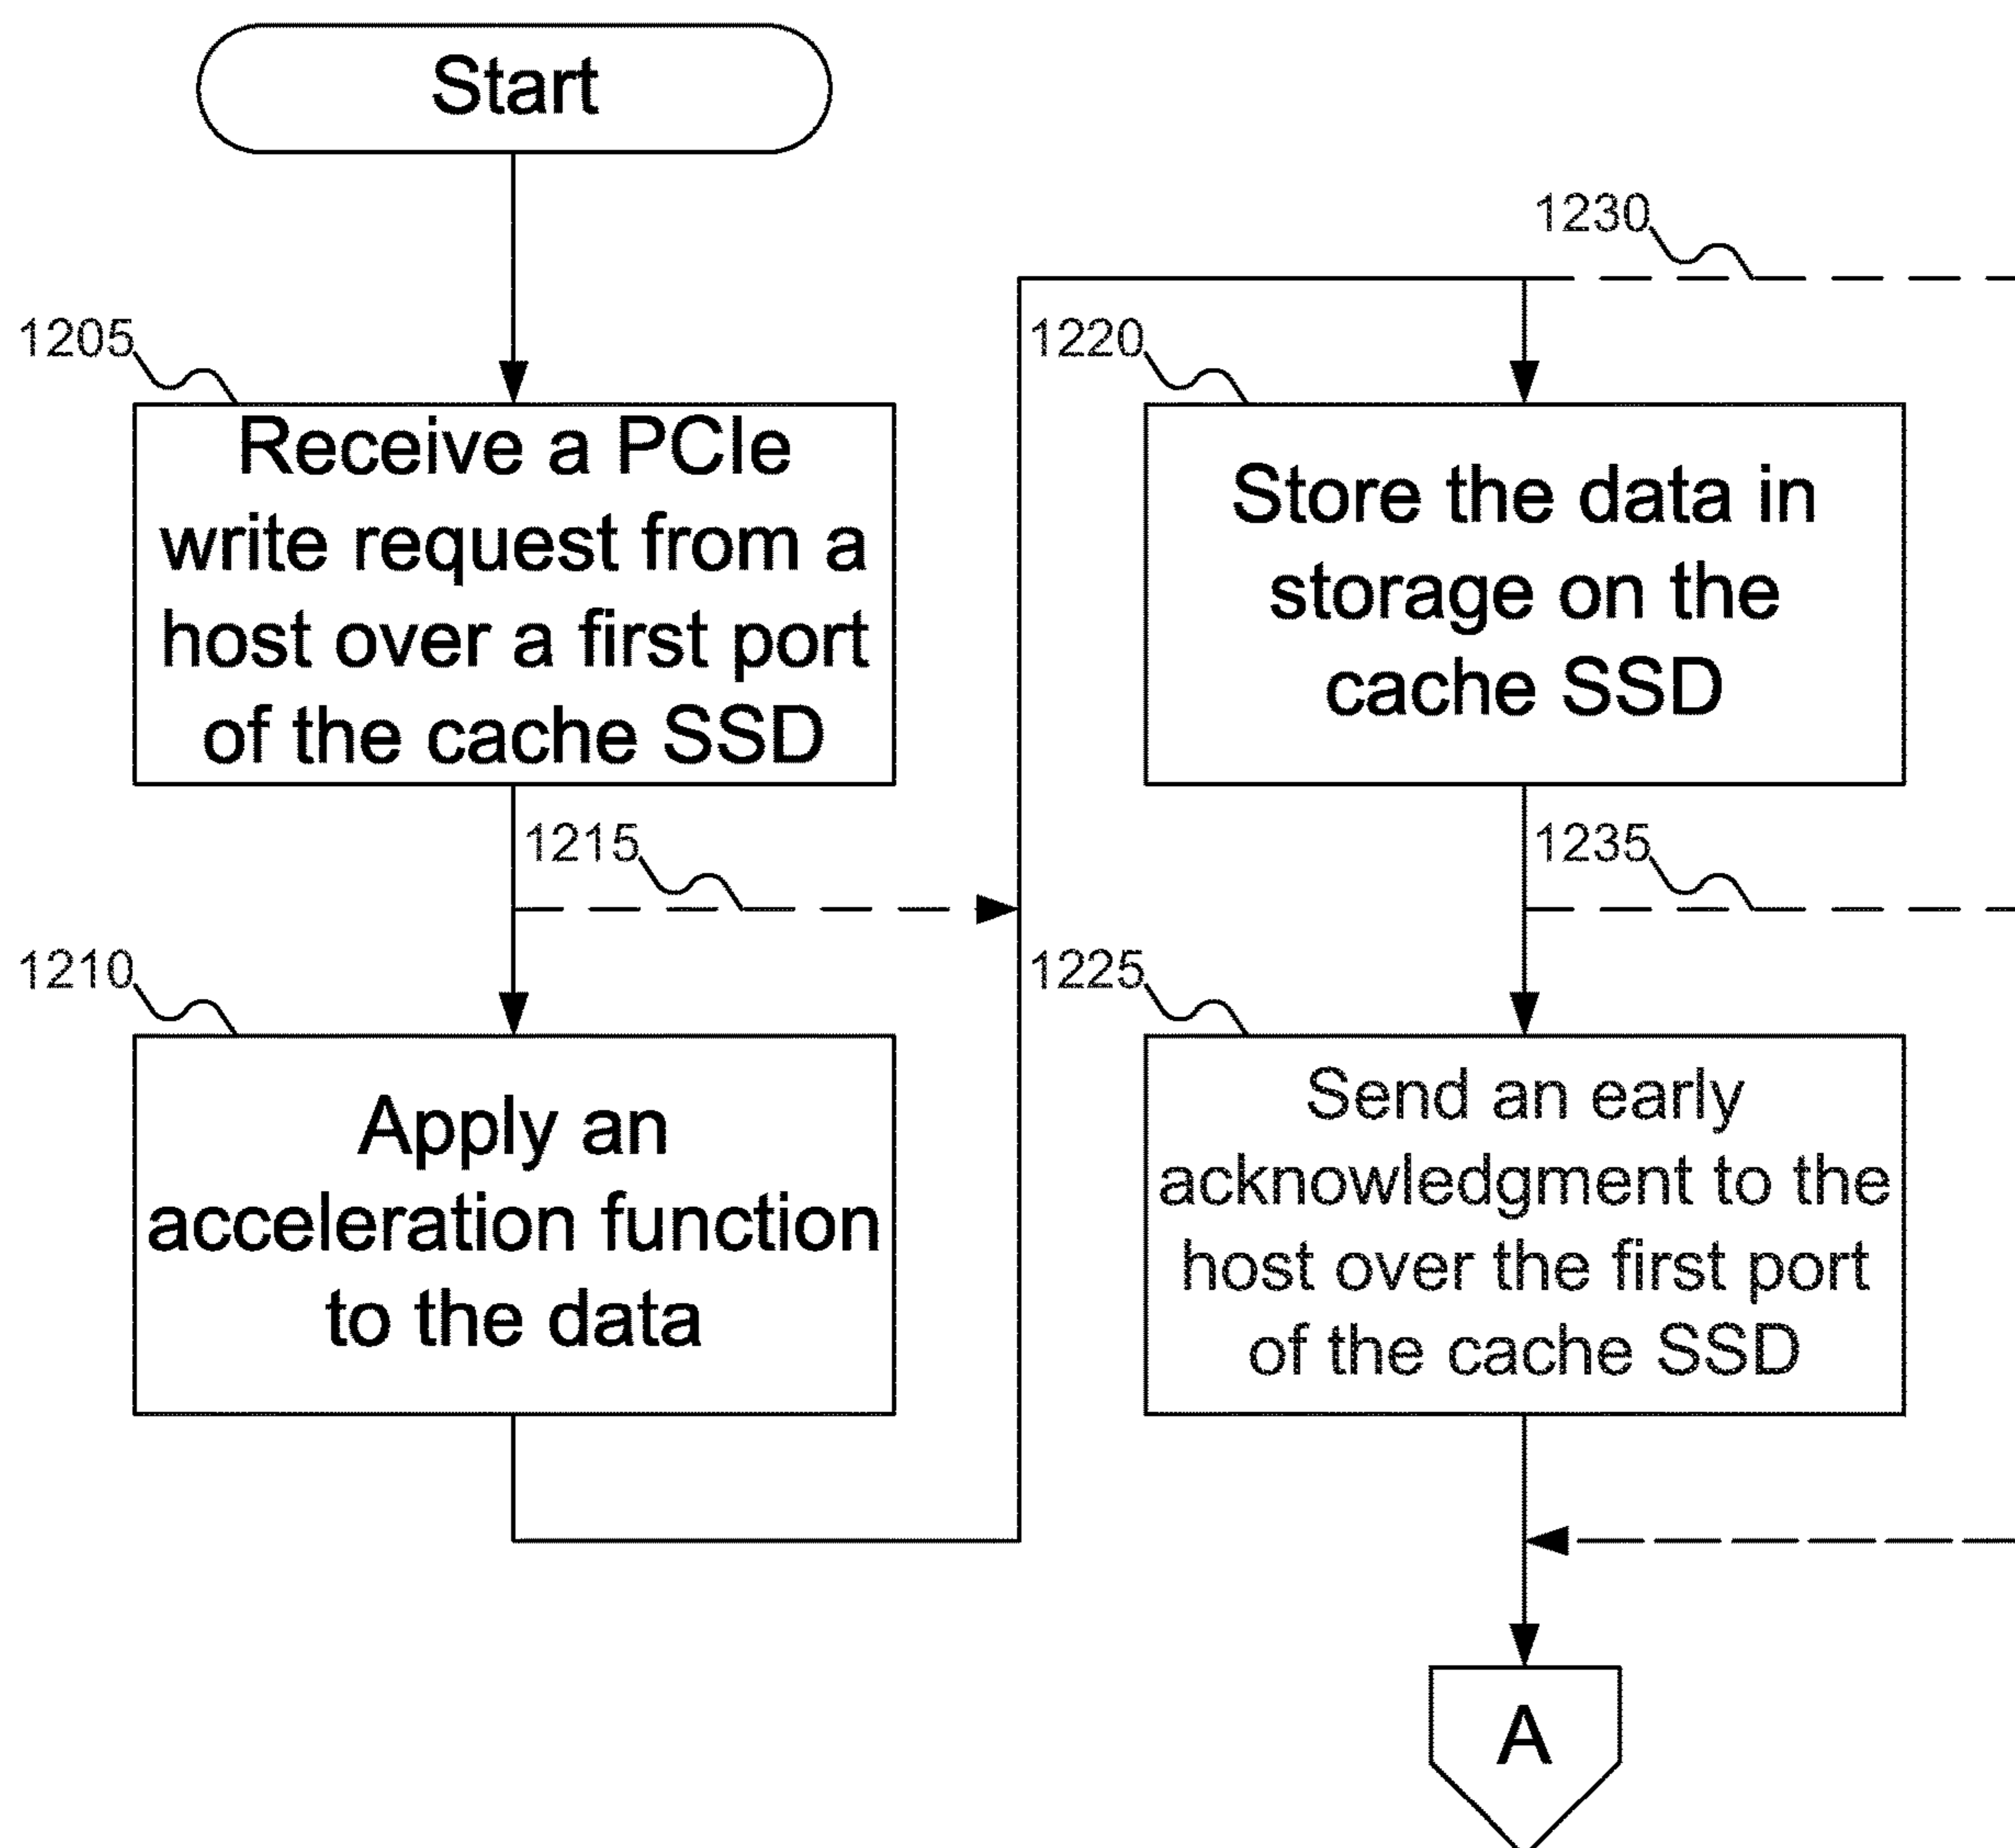 Start
1205
Receive a PCIe
write request from a
host over a first port
of the cache SSD
1215
1210
Apply an
acceleration function
to the data
1230
1220
Store the data in
storage on the
cache SSD
1235
1225
Send an early
acknowledgment to the
host over the first port
of the cache SSD
A